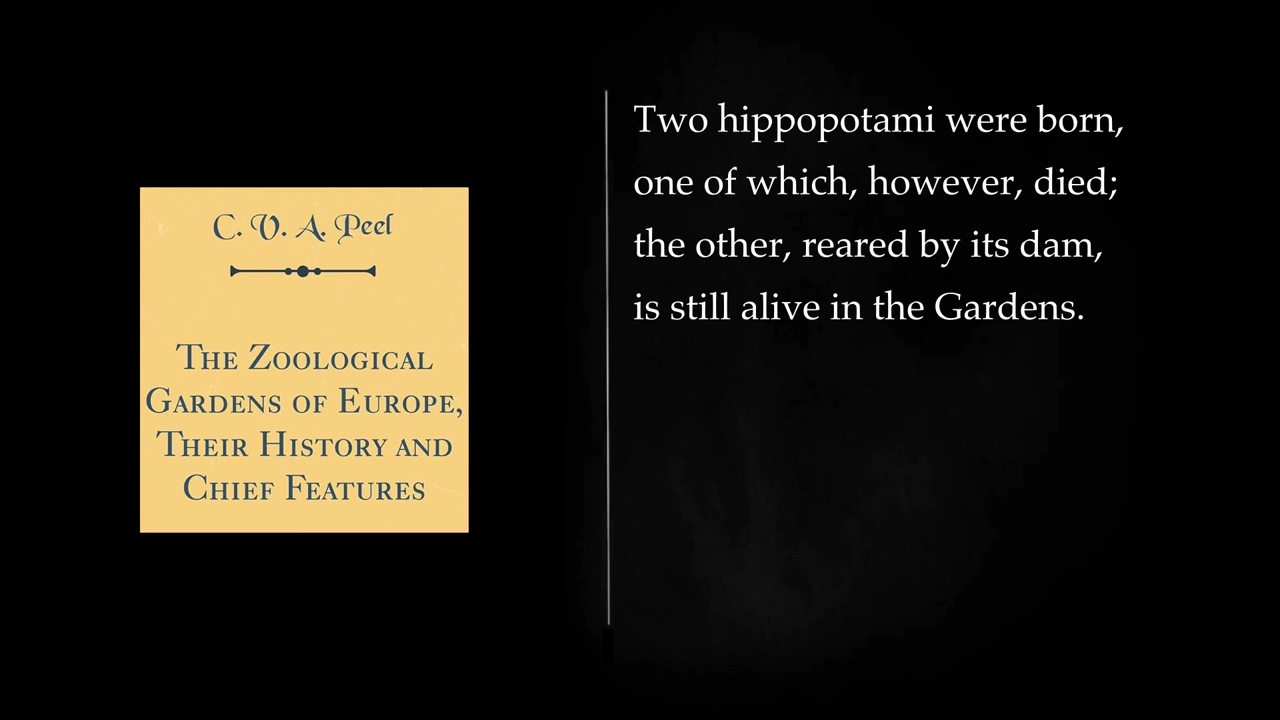 C. V. A. Peel
The Zoological
Gardens of Europe,
Their History and
Chief Features
Two hippopotami were born,
one of which, however, died;
the other, reared by its dam,
is still alive in the Gardens.